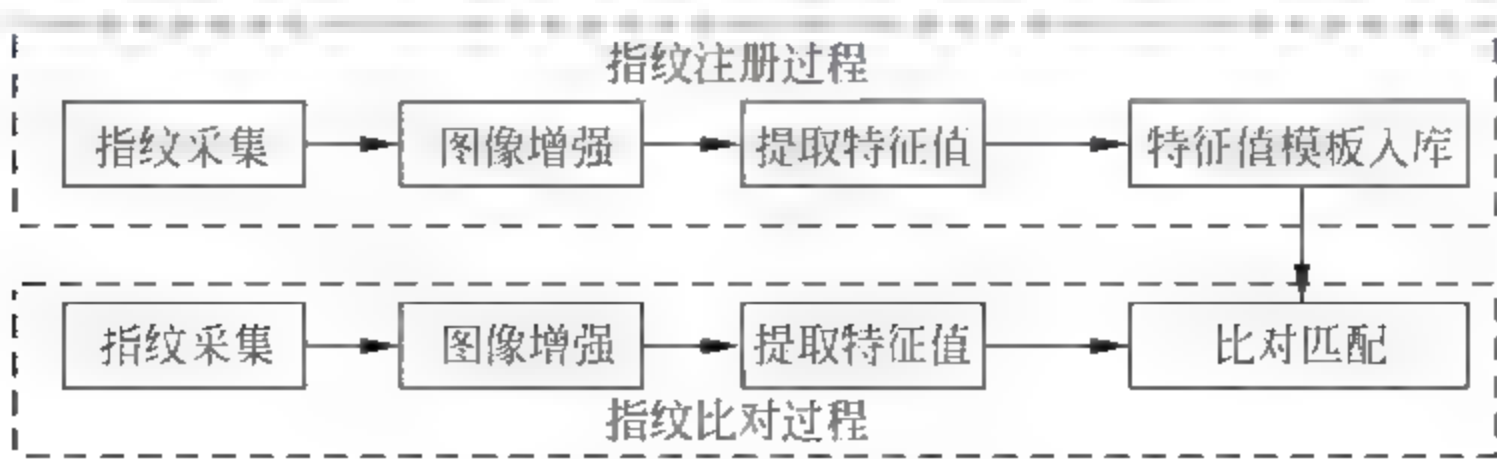 指纹注册过程
指纹采集 图像增强 提取特征值 特征值模板入库
指纹采集 图像增强 提取特征值 比对匹配
指纹比对过程